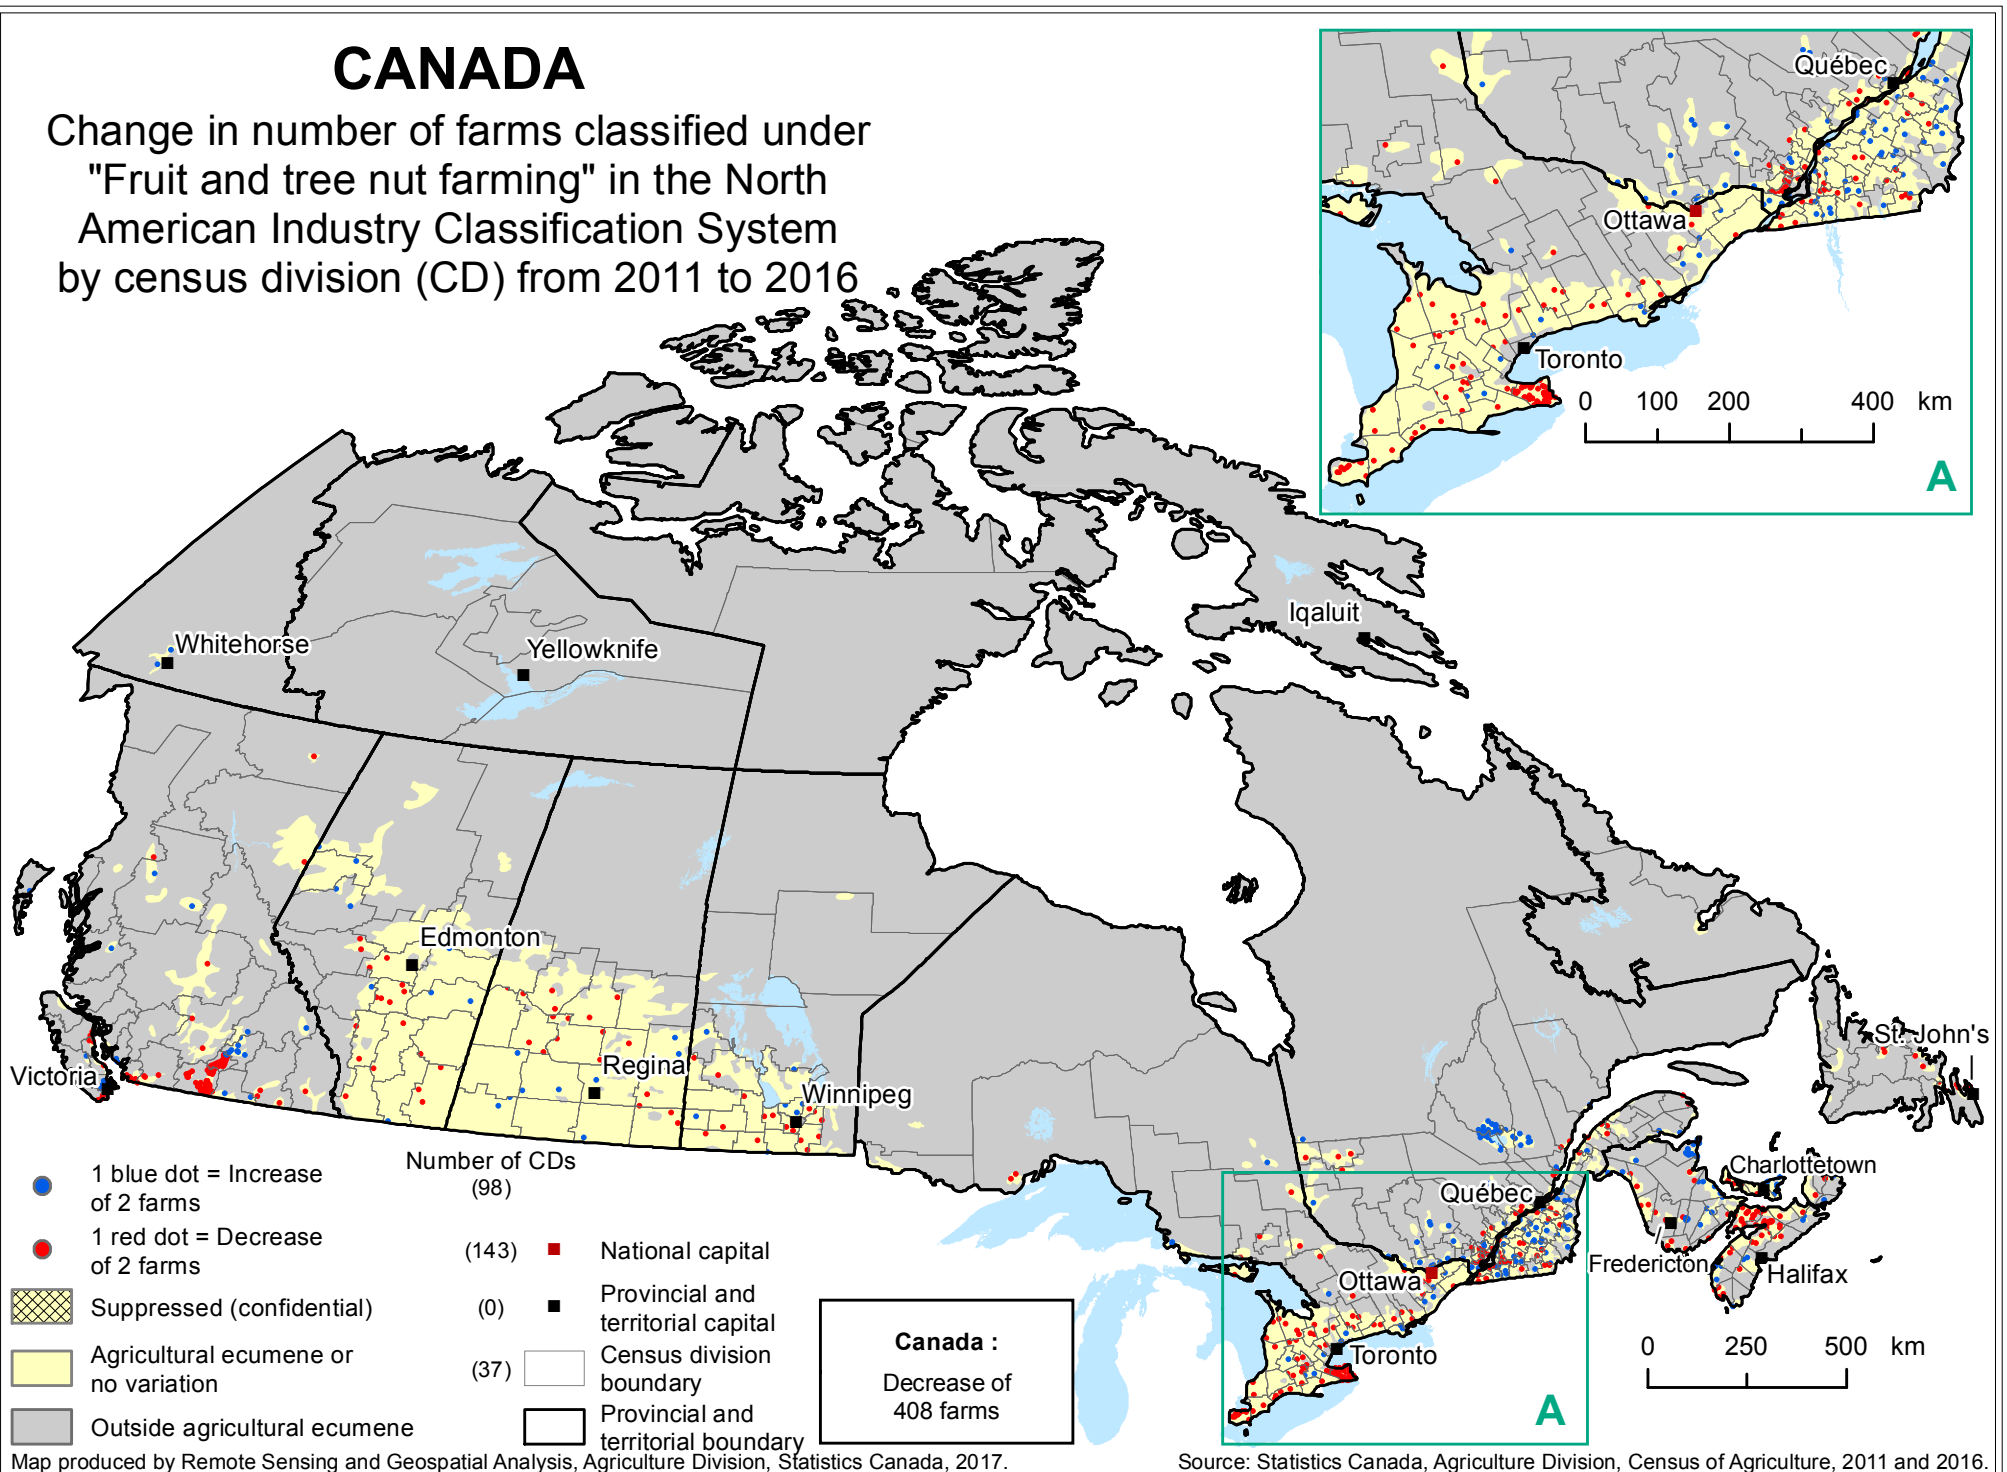 CANADA
Change in number of farms classified under
"Fruit and tree nut farming" in the North
American Industry Classification System
by census division (CD) from 2011 to 2016
Québec
Ottawa
Toronto
0 100 200 400 km
A
Iqaluit
Whitehorse
Yellowknife
Edmonton
Regina
Winnipeg
Victoria
St. John's
Charlottetown
Québec
Fredericton
Halifax
Ottawa
Toronto
A
0 250 500 km
Number of CDs
1 blue dot = Increase
of 2 farms
(98)
1 red dot = Decrease
of 2 farms
(143)
Suppressed (confidential)
(0)
Agricultural ecumene or
no variation
(37)
Outside agricultural ecumene
National capital
Provincial and
territorial capital
Census division
boundary
Provincial and
territorial boundary
Canada :
Decrease of
408 farms
Map produced by Remote Sensing and Geospatial Analysis, Agriculture Division, Statistics Canada, 2017.
Source: Statistics Canada, Agriculture Division, Census of Agriculture, 2011 and 2016.